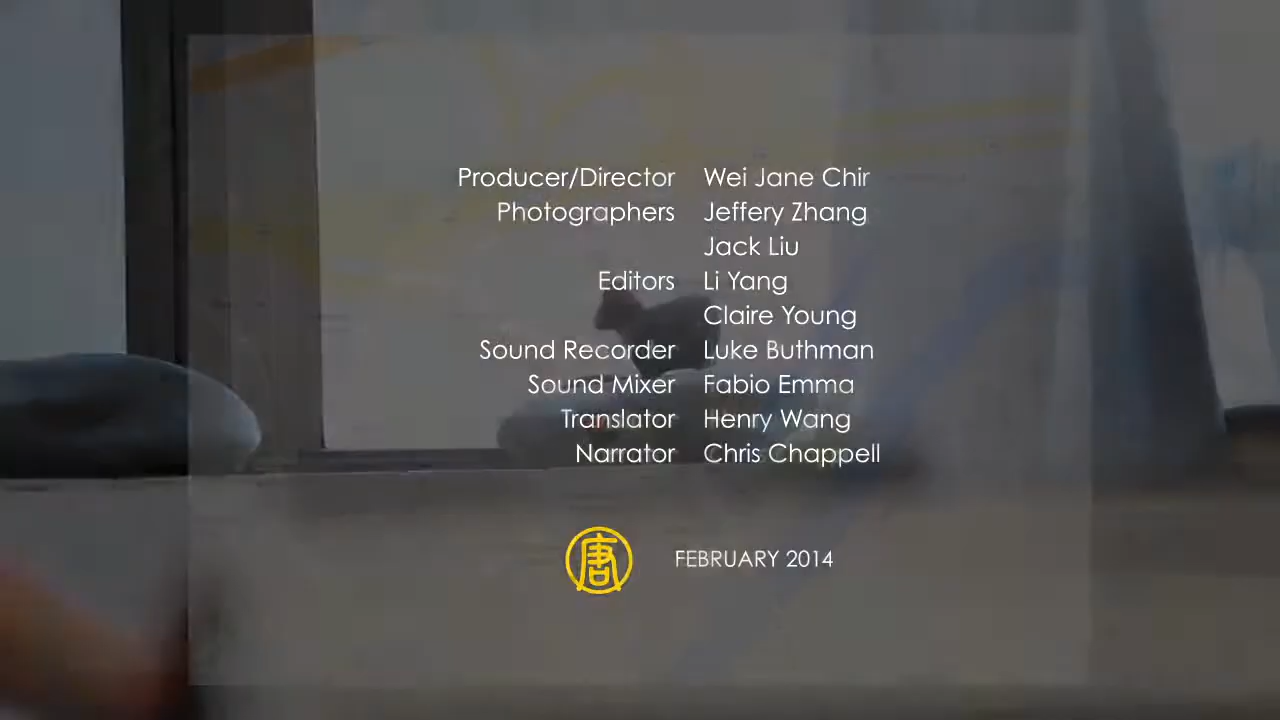 Producer/Director Wei Jane Chir
Photographers Jeffery Zhang
Jack Liu
Editors Li Yang
Claire Young
Sound Recorder Luke Buthman
Sound Mixer Fabio Emma
Translator Henry Wang
Narrator Chris Chappell
唐 FEBRUARY 2014